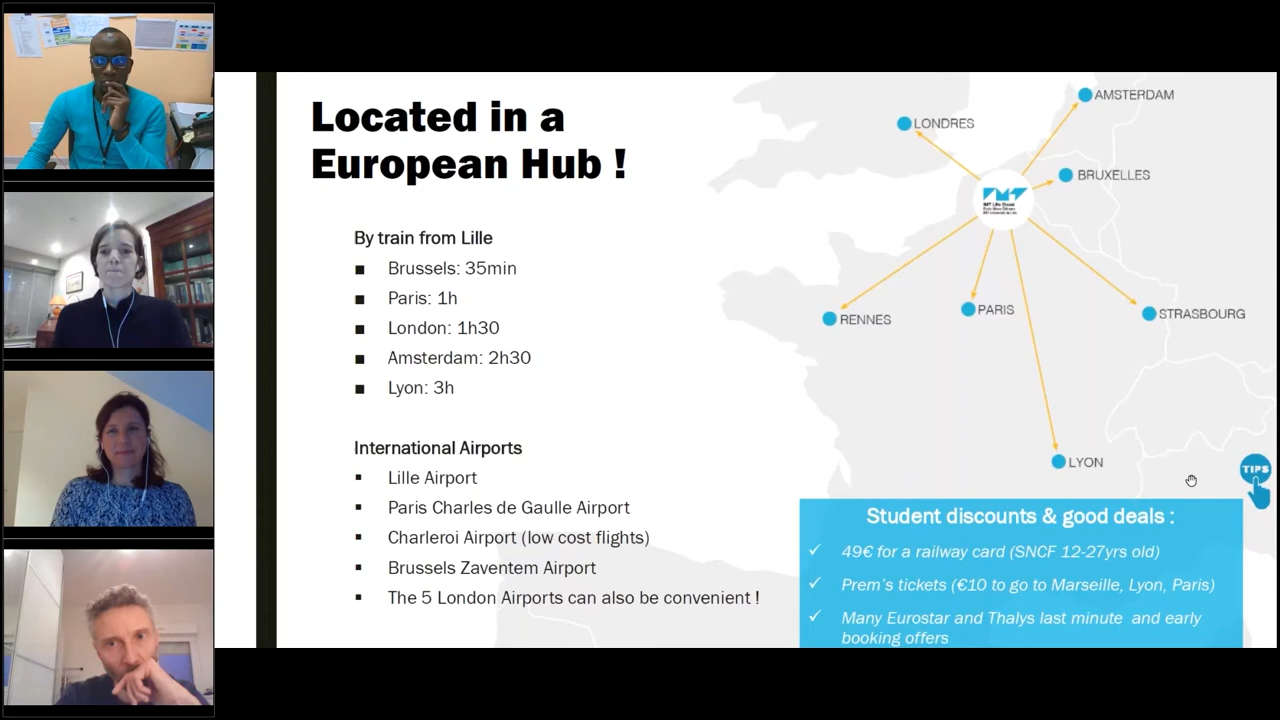 Located in a
European Hub !
By train from Lille
■ Brussels: 35min
■ Paris: 1h
■ London: 1h30
■ Amsterdam: 2h30
■ Lyon: 3h
International Airports
▪ Lille Airport
▪ Paris Charles de Gaulle Airport
▪ Charleroi Airport (low cost flights)
▪ Brussels Zaventem Airport
▪ The 5 London Airports can also be convenient !
AMSTERDAM
LONDRES
BRUXELLES
IMT Lille Douai
RENNES
PARIS
STRASBOURG
LYON
TIPS
Student discounts & good deals :
✓ 49€ for a railway card (SNCF 12-27yrs old)
✓ Prem's tickets (€10 to go to Marseille, Lyon, Paris)
✓ Many Eurostar and Thalys last minute and early
booking offers